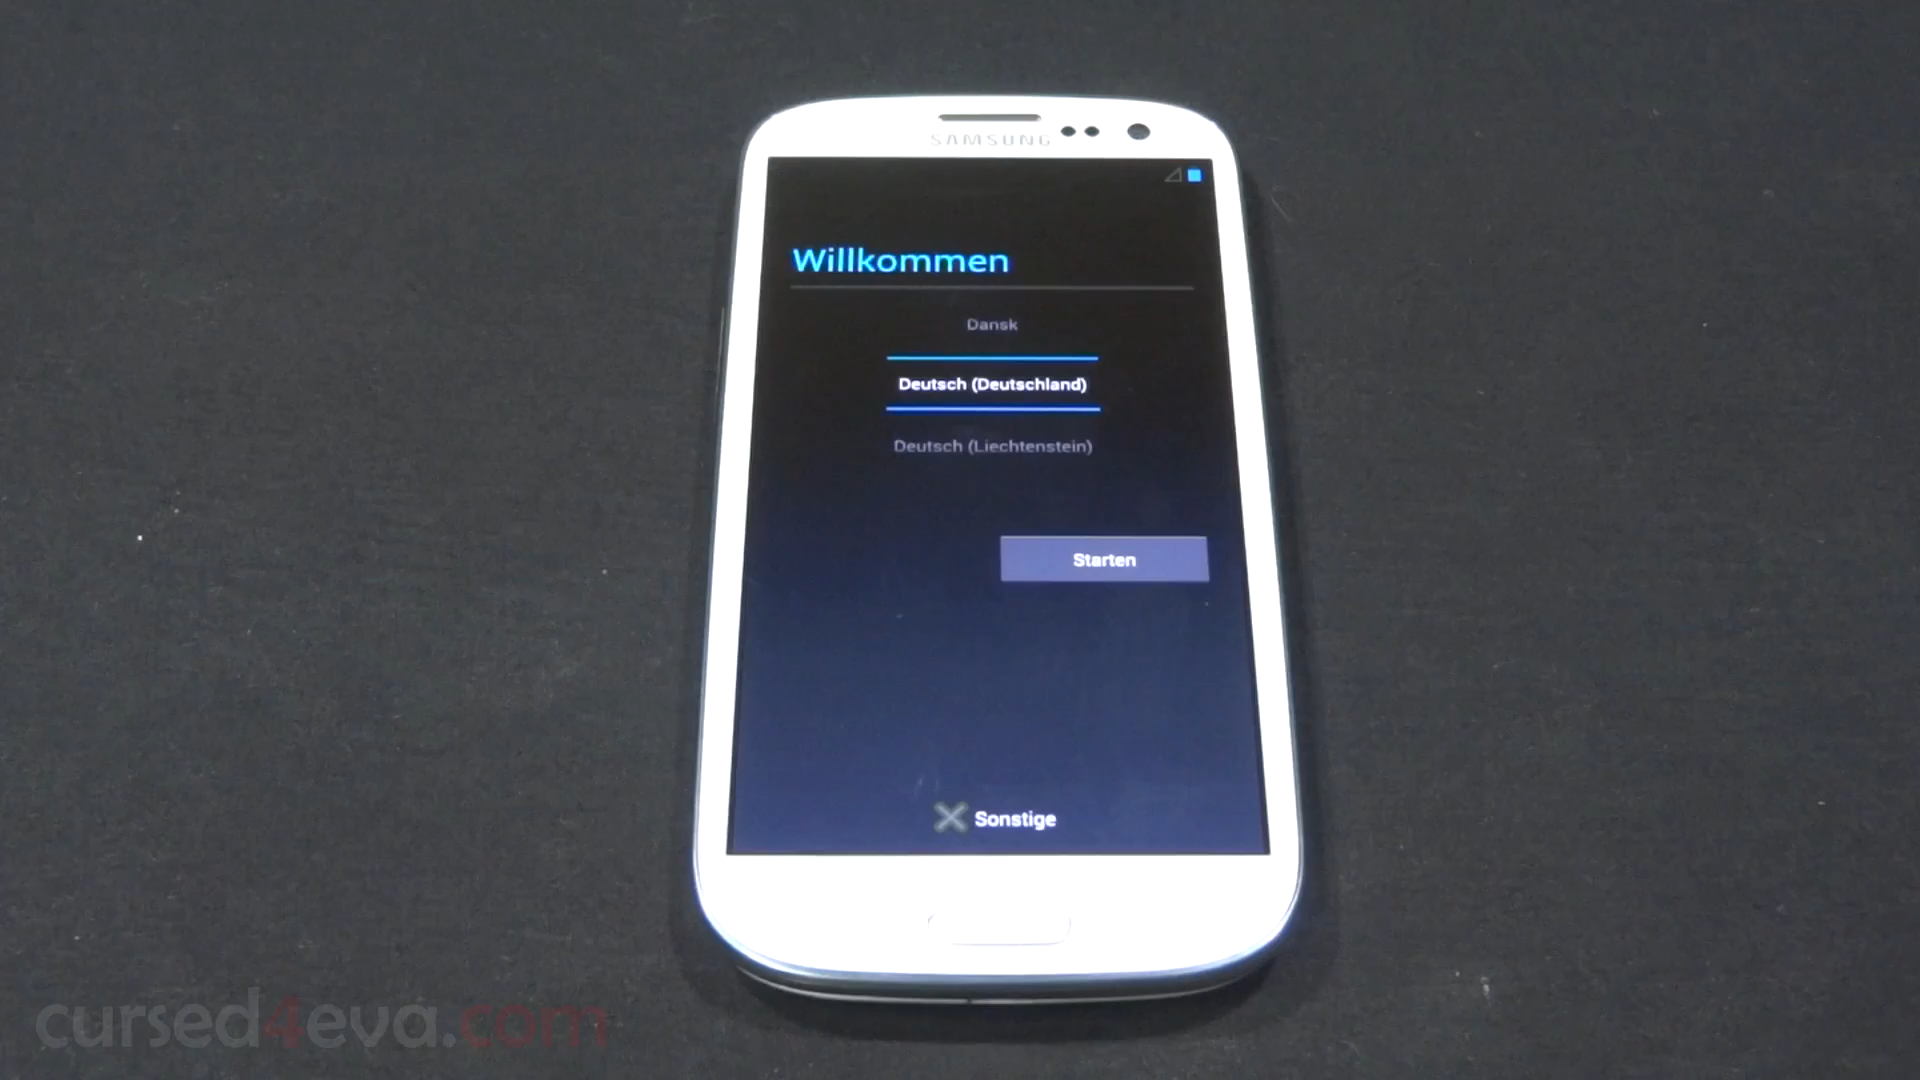 SAMSUNG
Willkommen
Dansk
Deutsch (Deutschland)
Deutsch (Liechtenstein)
Starten
Sonstige
cursed4eva.com